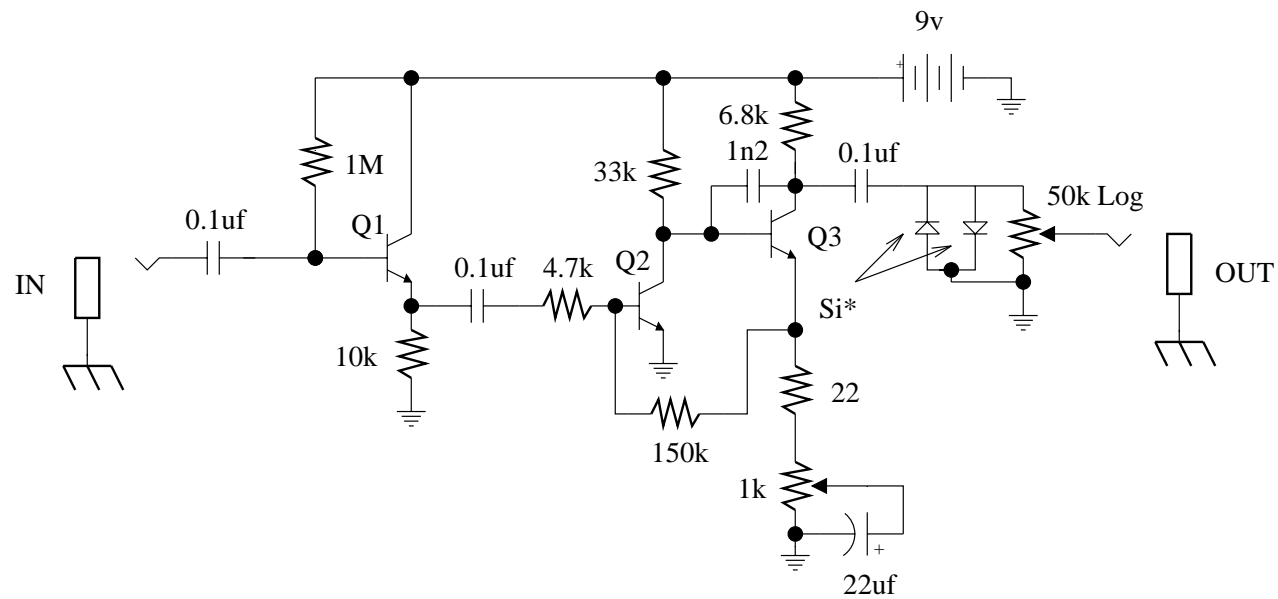 9v
+
6.8k
1M
33k
1n2
0.1uf
50k Log
0.1uf
Q1
Q3
0.1uf
4.7k
Q2
IN
OUT
Si*
10k
22
150k
1k
+
22uf